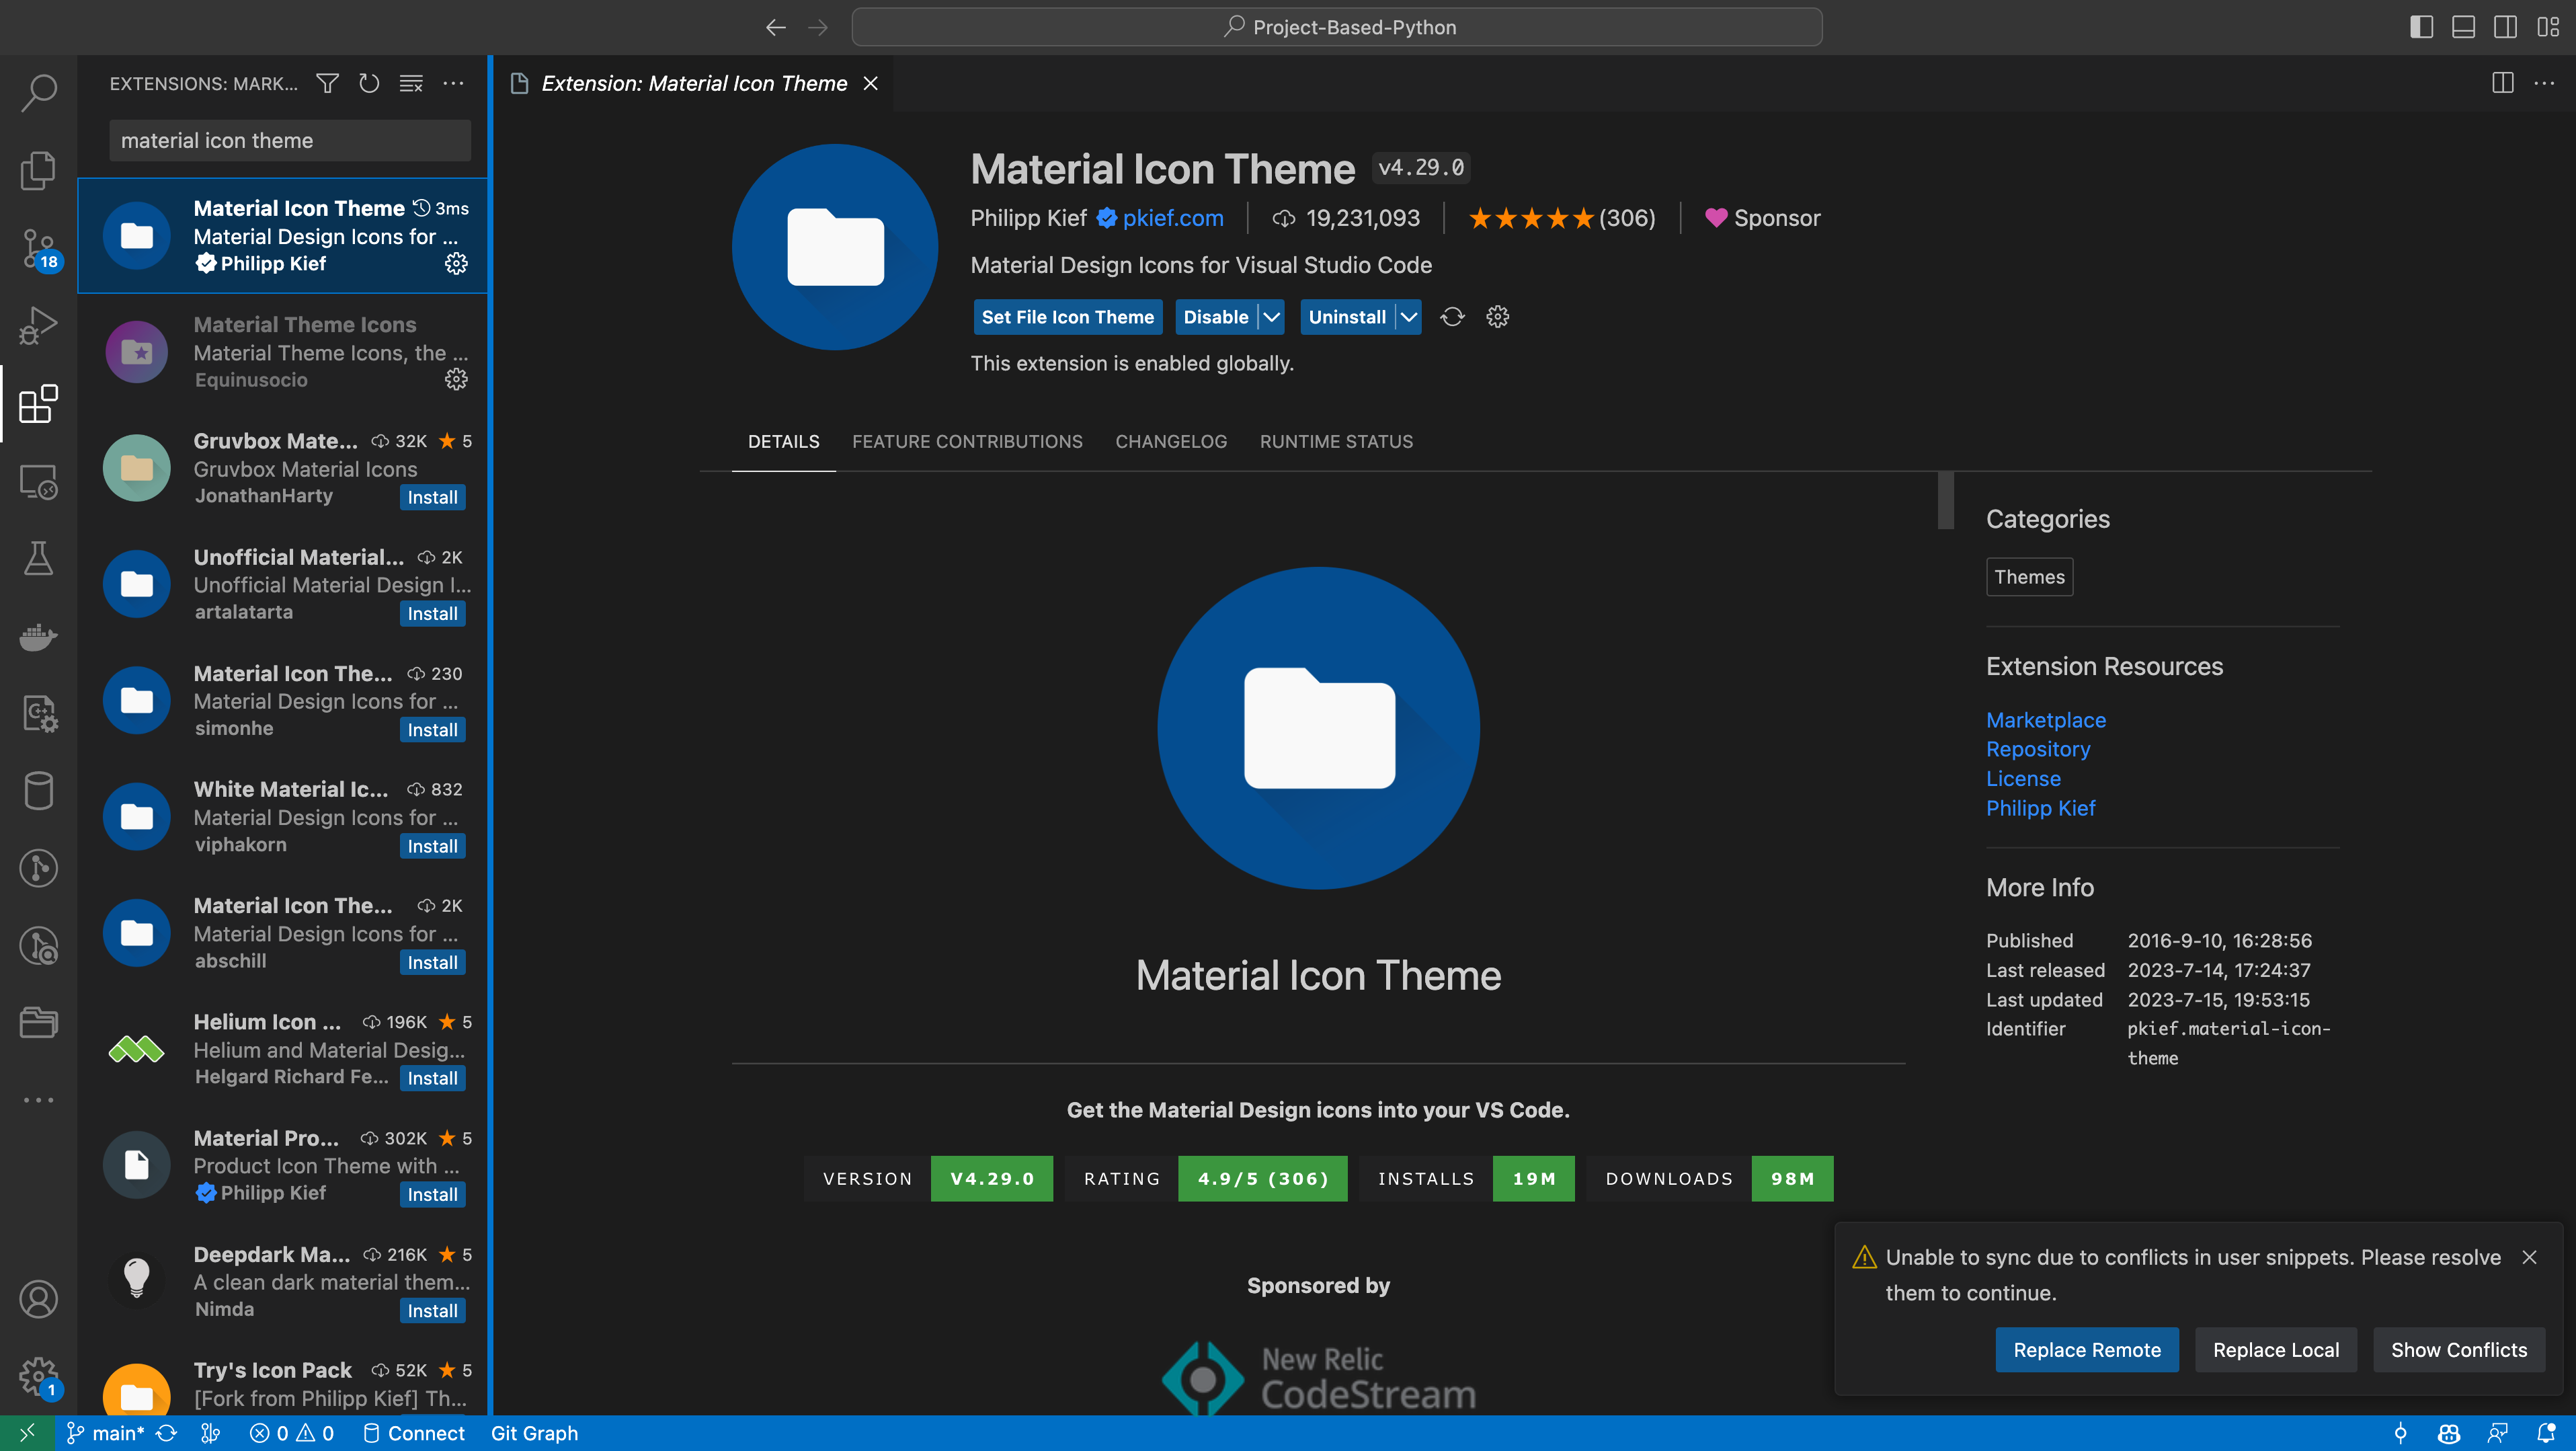 Project-Based-Python
EXTENSIONS: MARK...
material icon theme
Material Icon Theme 3ms
Material Design Icons for ...
Philipp Kief
Material Theme Icons
Material Theme Icons, the ...
Equinusocio
Gruvbox Mate... 32K 5
Gruvbox Material Icons
JonathanHarty Install
Unofficial Material... 2K
Unofficial Material Design I...
artalatarta Install
Material Icon The... 230
Material Design Icons for ...
simonhe Install
White Material Ic... 832
Material Design Icons for ...
viphakorn Install
Material Icon The... 2K
Material Design Icons for ...
abschill Install
Helium Icon ... 196K 5
Helium and Material Desig...
Helgard Richard Fe... Install
Material Pro... 302K 5
Product Icon Theme with ...
Philipp Kief Install
Deepdark Ma... 216K 5
A clean dark material them...
Nimda Install
Try's Icon Pack 52K 5
[Fork from Philipp Kief] Th...
18
C++
1
Extension: Material Icon Theme
Material Icon Theme v4.29.0
Philipp Kief pkief.com 19,231,093 (306) Sponsor
Material Design Icons for Visual Studio Code
Set File Icon Theme Disable Uninstall
This extension is enabled globally.
DETAILS FEATURE CONTRIBUTIONS CHANGELOG RUNTIME STATUS
Material Icon Theme
Get the Material Design icons into your VS Code.
VERSION V4.29.0 RATING 4.9/5 (306) INSTALLS 19M DOWNLOADS 98M
Sponsored by
New Relic
CodeStream
Categories
Themes
Extension Resources
Marketplace
Repository
License
Philipp Kief
More Info
Published 2016-9-10, 16:28:56
Last released 2023-7-14, 17:24:37
Last updated 2023-7-15, 19:53:15
Identifier pkief.material-icon-
theme
Unable to sync due to conflicts in user snippets. Please resolve
them to continue.
Replace Remote Replace Local Show Conflicts
main* 0 0 Connect Git Graph